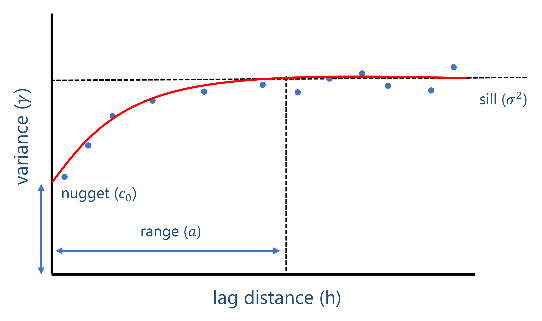 variance (γ)
sill (σ²)
nugget (c₀)
range (a)
lag distance (h)